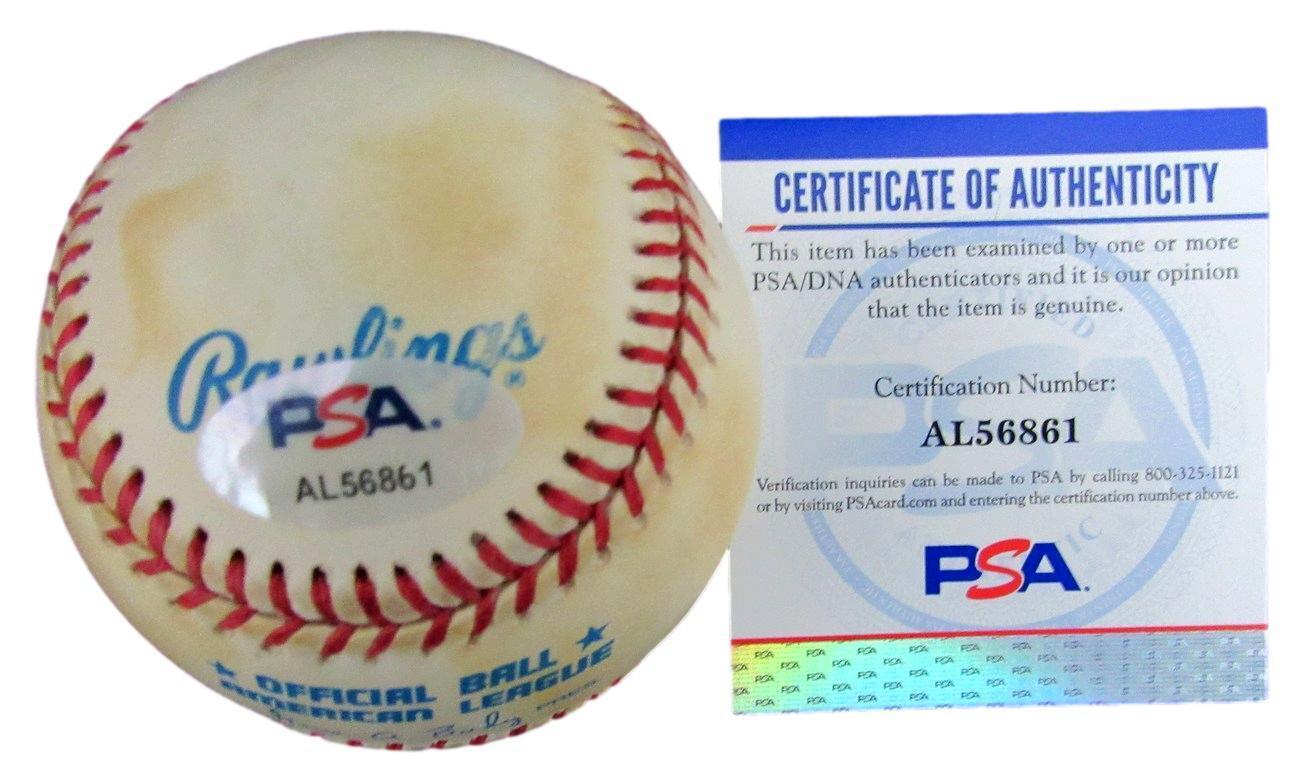 Rawlings®
PSA.
AL56861
OFFICIAL BALL
AMERICAN LEAGUE
CERTIFICATE OF AUTHENTICITY
This item has been examined by one or more
PSA/DNA authenticators and it is our opinion
that the item is genuine.
Certification Number:
AL56861
Verification inquiries can be made to PSA by calling 800-325-1121
or by visiting PSAcard.com and entering the certification number above.
PSA.